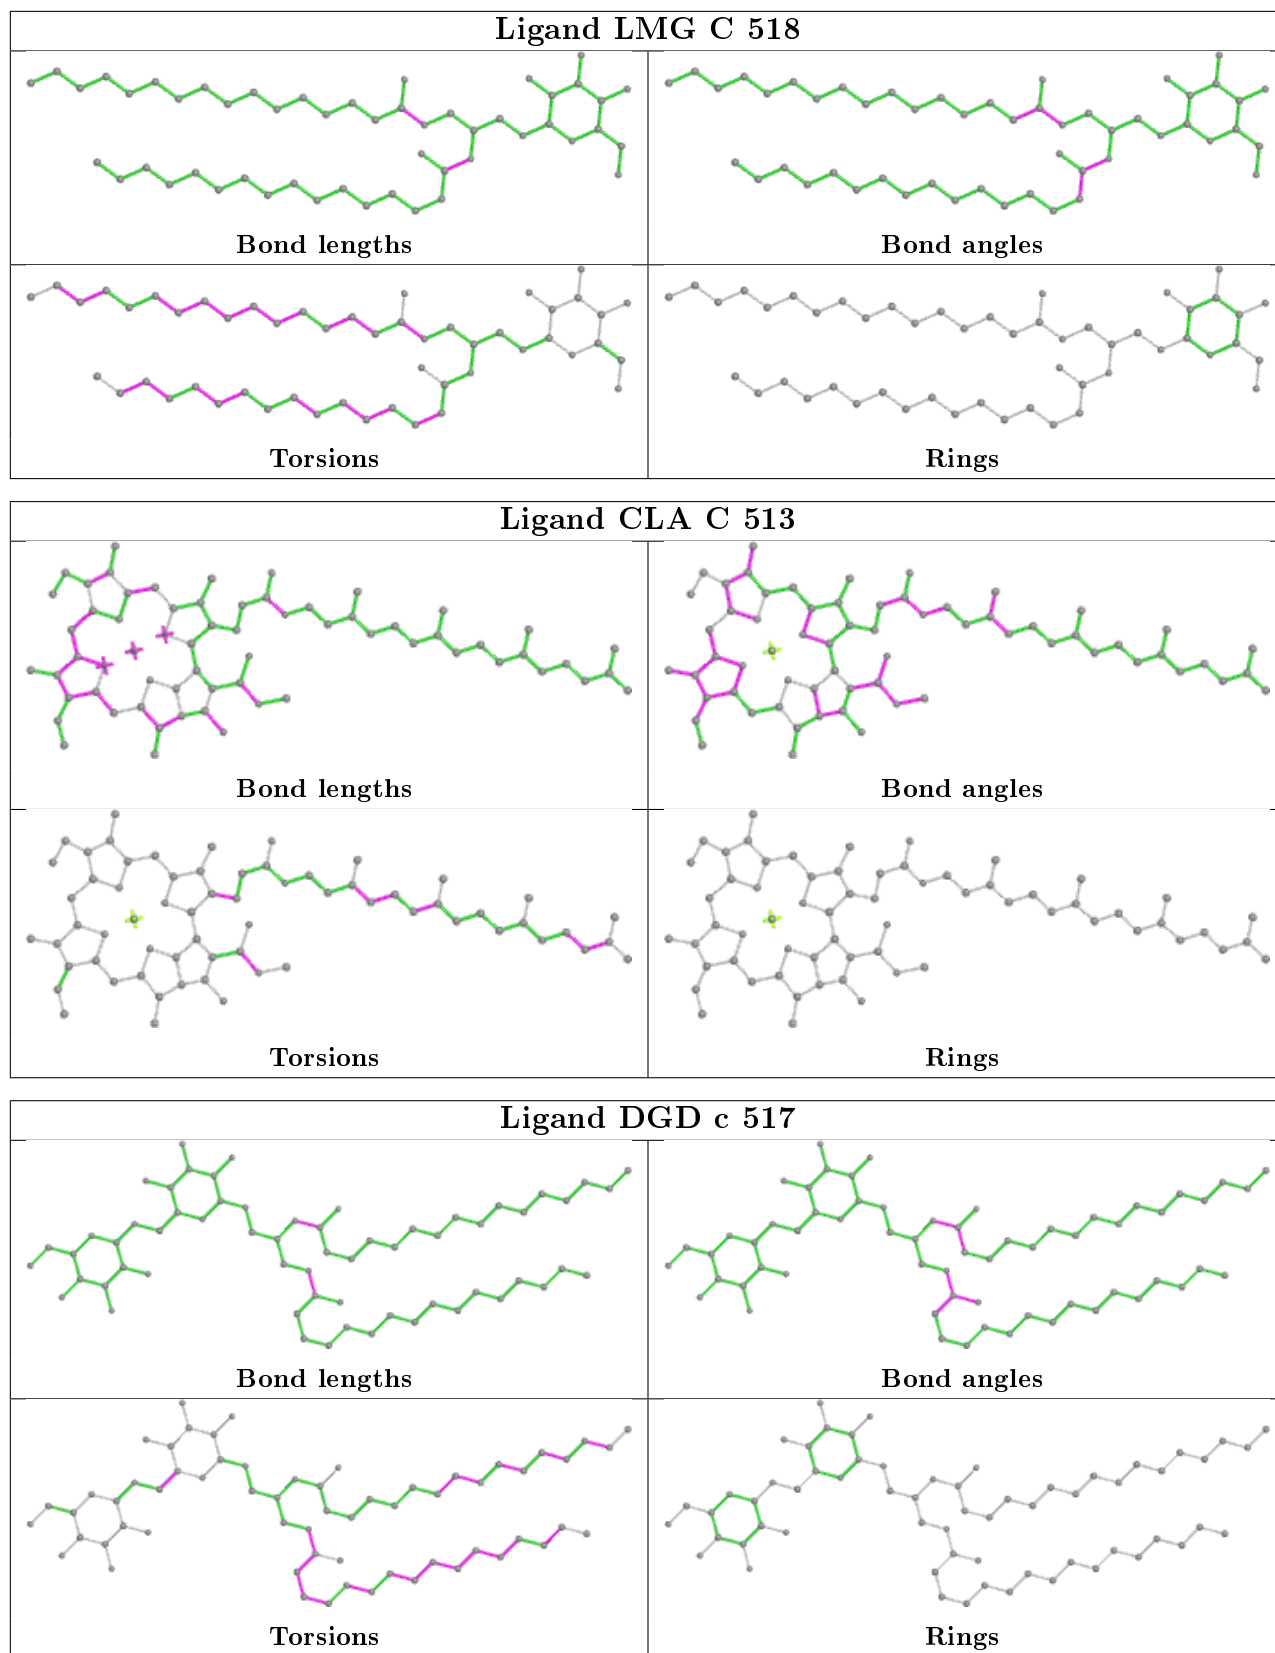 Ligand LMG C 518
Bond lengths
Bond angles
Torsions
Rings
Ligand CLA C 513
Bond lengths
Bond angles
Torsions
Rings
Ligand DGD c 517
Bond lengths
Bond angles
Torsions
Rings